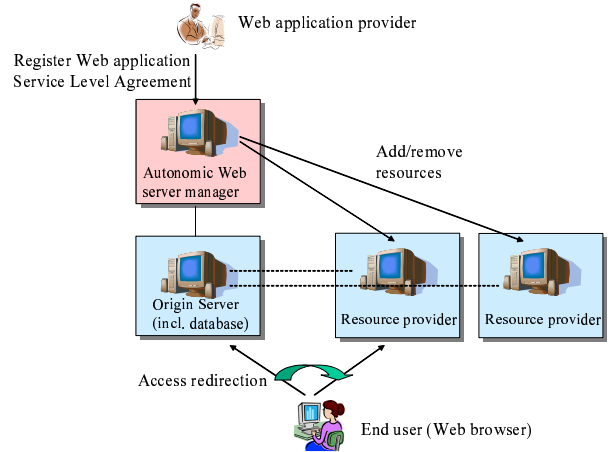 Web application provider
Register Web application
Service Level Agreement
Autonomic Web
server manager
Add/remove
resources
Origin Server
(incl. database)
Resource provider
Resource provider
Access redirection
End user (Web browser)